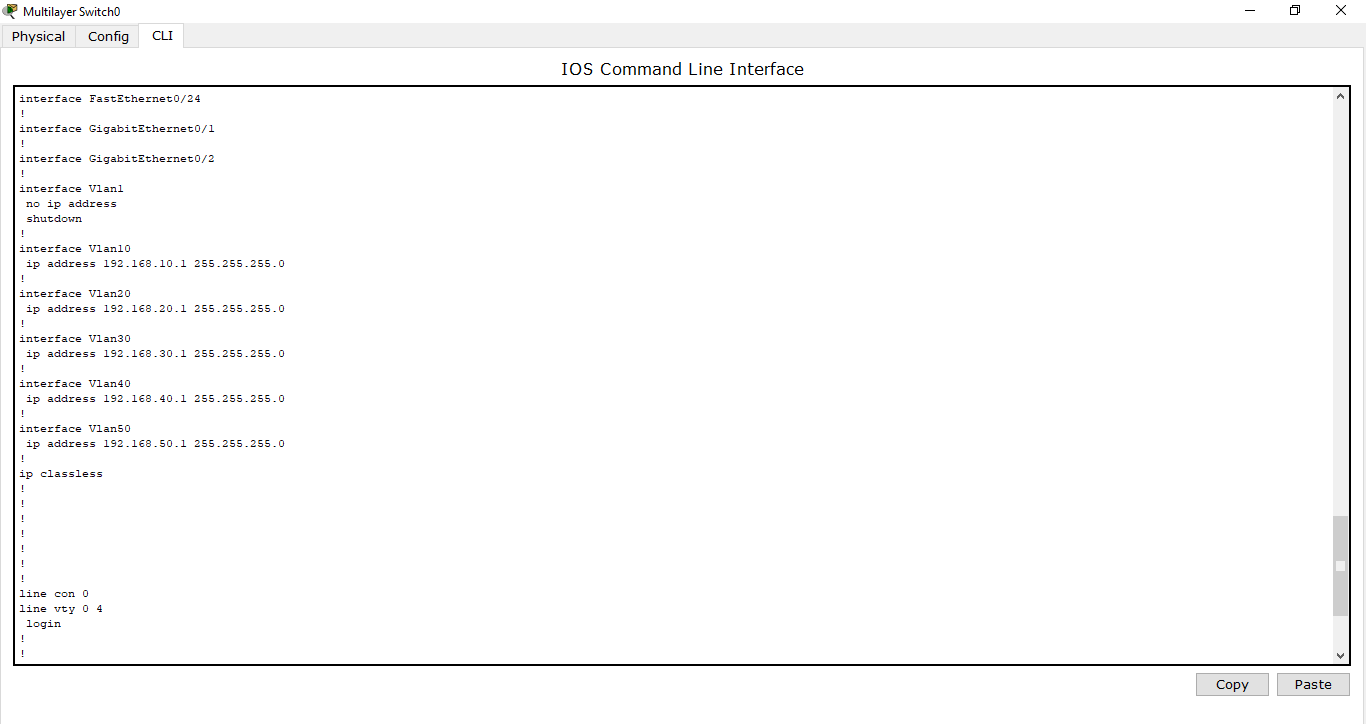 Multilayer Switch0
Physical Config CLI
IOS Command Line Interface
interface FastEthernet0/24
!
interface GigabitEthernet0/1
!
interface GigabitEthernet0/2
!
interface Vlan1
 no ip address
 shutdown
!
interface Vlan10
 ip address 192.168.10.1 255.255.255.0
!
interface Vlan20
 ip address 192.168.20.1 255.255.255.0
!
interface Vlan30
 ip address 192.168.30.1 255.255.255.0
!
interface Vlan40
 ip address 192.168.40.1 255.255.255.0
!
interface Vlan50
 ip address 192.168.50.1 255.255.255.0
!
ip classless
!
!
!
!
!
!
!
line con 0
line vty 0 4
 login
!
!
Copy Paste